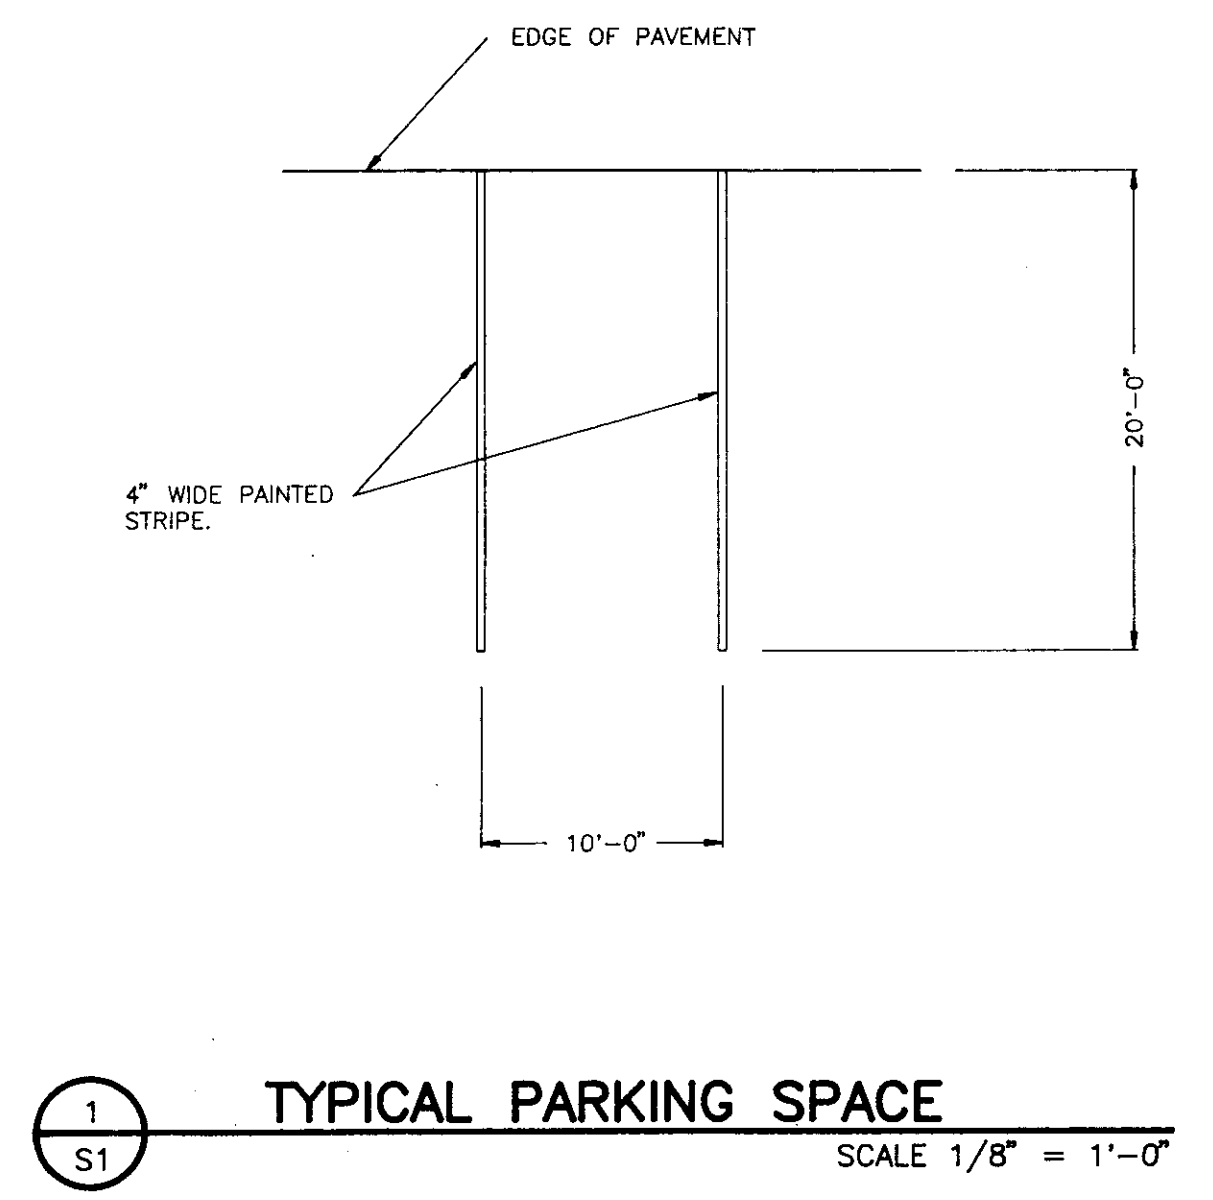 EDGE OF PAVEMENT
20'-0"
4" WIDE PAINTED
STRIPE.
10'-0"
1
S1
TYPICAL PARKING SPACE
SCALE 1/8" = 1'-0"